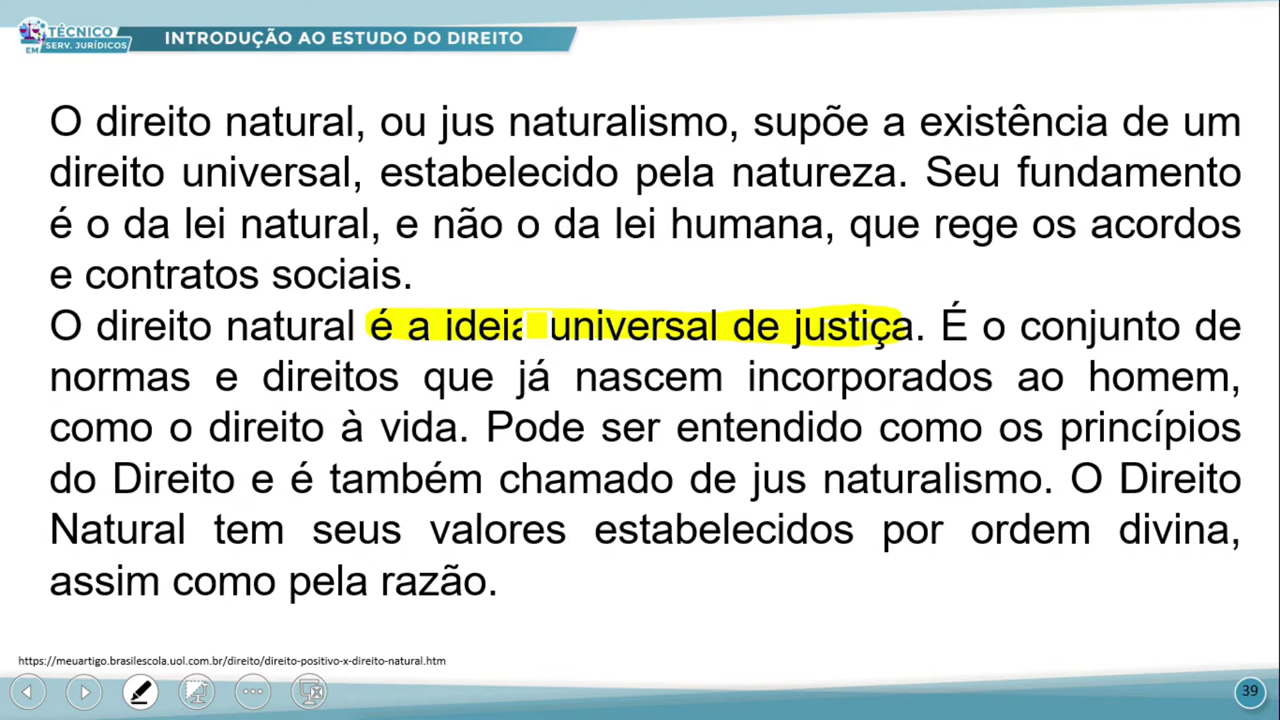 TÉCNICO
EM SERV. JURÍDICOS
INTRODUÇÃO AO ESTUDO DO DIREITO
O direito natural, ou jus naturalismo, supõe a existência de um
direito universal, estabelecido pela natureza. Seu fundamento
é o da lei natural, e não o da lei humana, que rege os acordos
e contratos sociais.
O direito natural é a ideia universal de justiça. É o conjunto de
normas e direitos que já nascem incorporados ao homem,
como o direito à vida. Pode ser entendido como os princípios
do Direito e é também chamado de jus naturalismo. O Direito
Natural tem seus valores estabelecidos por ordem divina,
assim como pela razão.
https://meuartigo.brasilescola.uol.com.br/direito/direito-positivo-x-direito-natural.htm
39